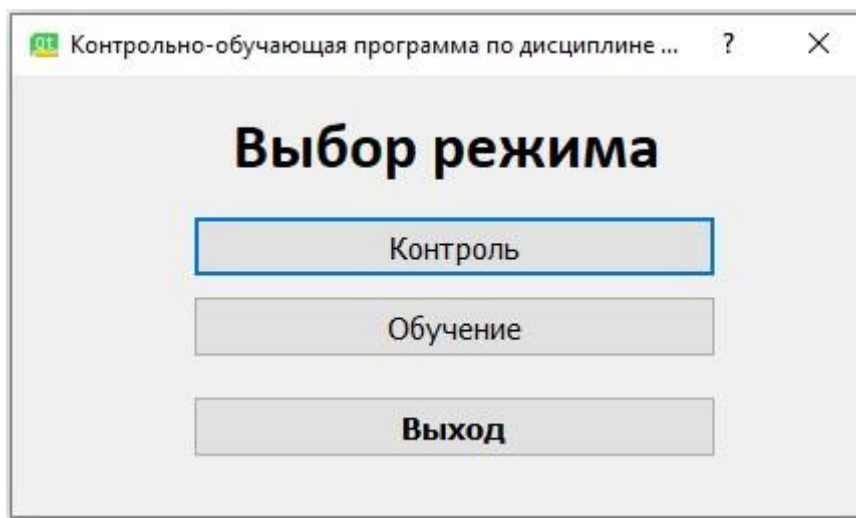 Контрольно-обучающая программа по дисциплине ... ?
Выбор режима
Контроль
Обучение
Выход